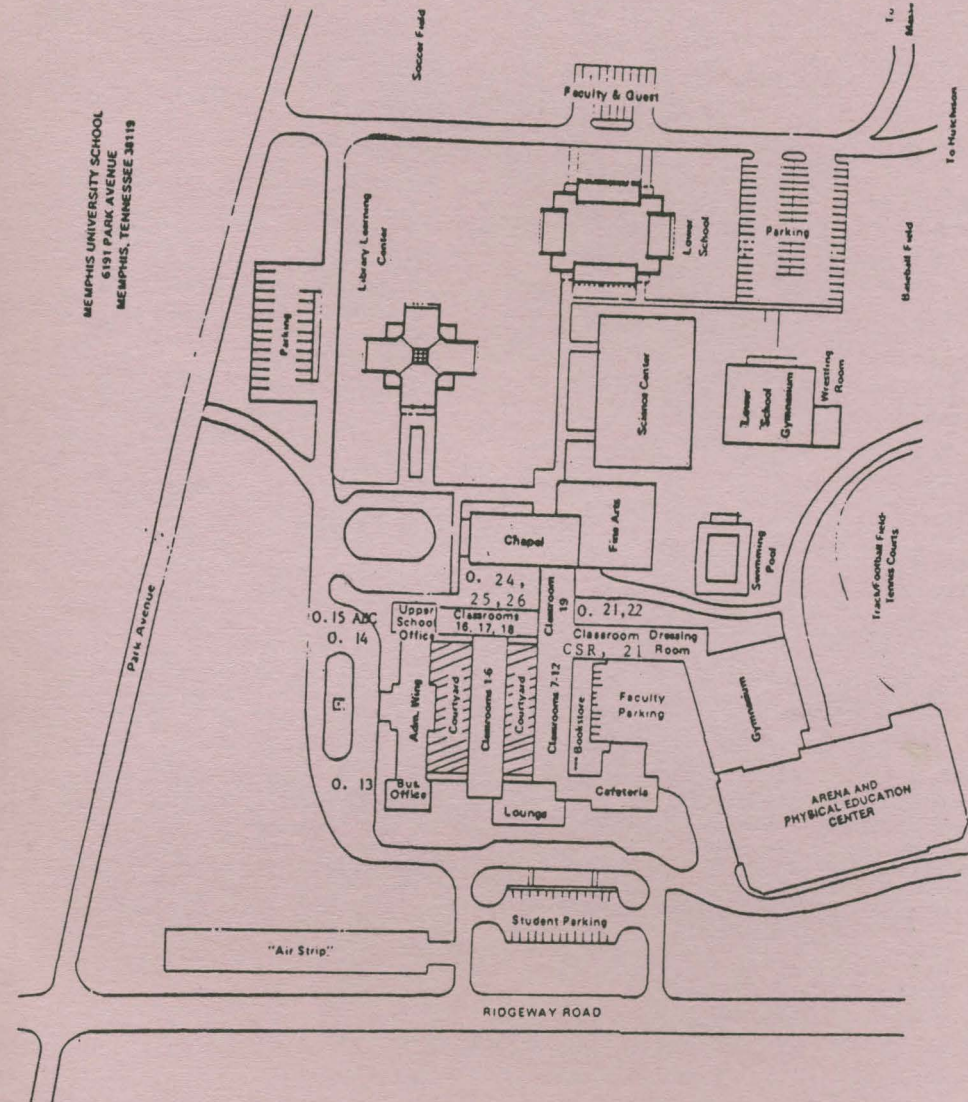 MEMPHIS UNIVERSITY SCHOOL
6191 PARK AVENUE
MEMPHIS, TENNESSEE 38119
Soccer Field
Faculty & Guest
To
To Hutchison
Library Learning
Center
Lower
School
Parking
Baseball Field
Parking
Science Center
Lower
School
Gymnasium
Wrestling
Room
Park Avenue
Chapel
Fine Arts
Swimming
Pool
Track/Football Field-
Tennis Courts
O. 24,
25, 26
Classroom
19
O. 21,22
O. 15 ABC
O. 14
Upper
School
Office
Classrooms
16, 17, 18
Classroom Dressing
CSR, 21 Room
Adm. Wing
Courtyard
Classrooms 1-6
Courtyard
Classrooms 7-12
Bookstore
Faculty
Parking
Gymnasium
O. 13
Bus.
Office
Lounge
Cafeteria
ARENA AND
PHYSICAL EDUCATION
CENTER
"Air Strip"
Student Parking
RIDGEWAY ROAD